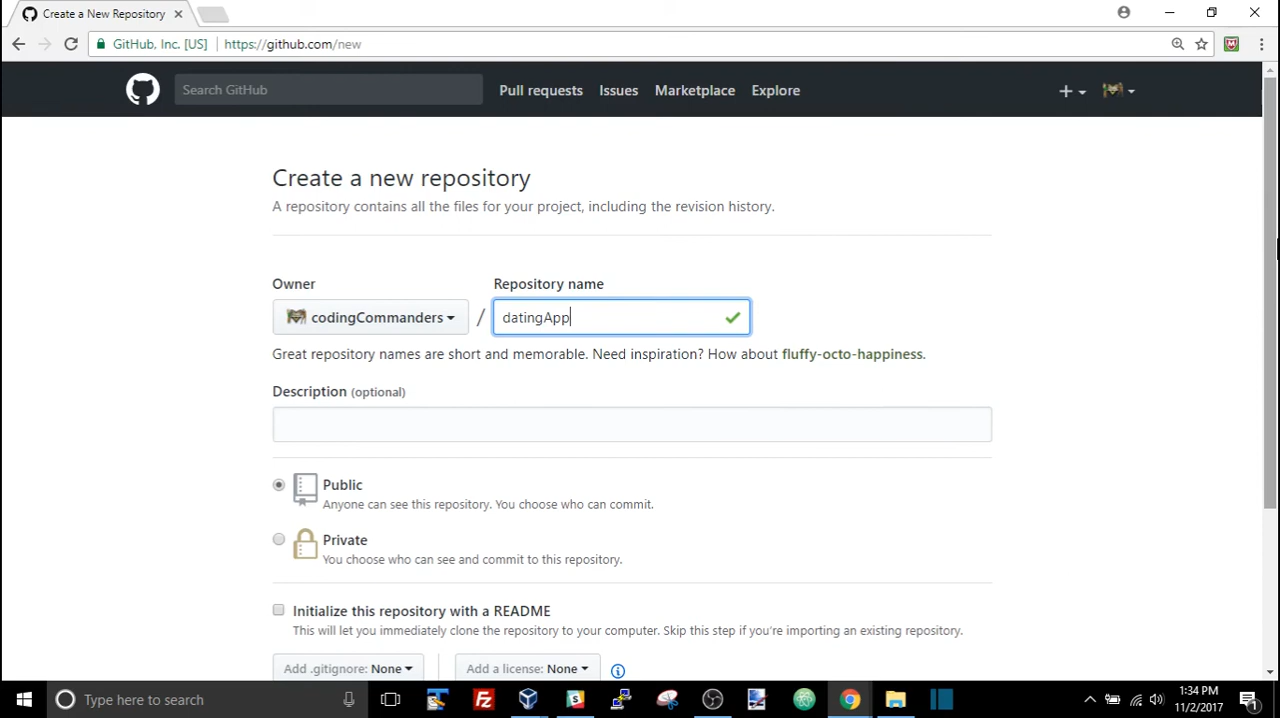 Create a New Repository
GitHub, Inc. [US] https://github.com/new
Search GitHub Pull requests Issues Marketplace Explore
Create a new repository
A repository contains all the files for your project, including the revision history.
Owner Repository name
codingCommanders / datingApp
Great repository names are short and memorable. Need inspiration? How about fluffy-octo-happiness.
Description (optional)
Public
Anyone can see this repository. You choose who can commit.
Private
You choose who can see and commit to this repository.
Initialize this repository with a README
This will let you immediately clone the repository to your computer. Skip this step if you're importing an existing repository.
Add .gitignore: None Add a license: None
Type here to search
1:34 PM
11/2/2017
1